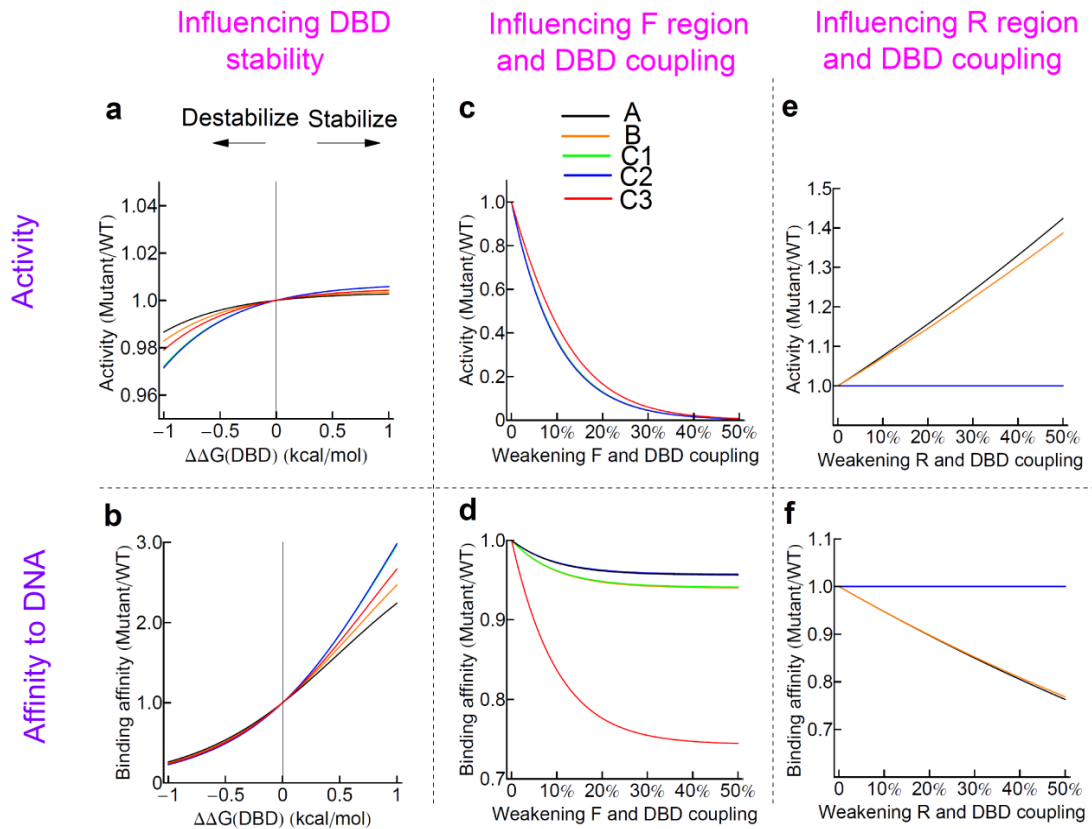 Influencing DBD
stability
Influencing F region
and DBD coupling
Influencing R region
and DBD coupling
Activity
Affinity to DNA
a
Destabilize Stabilize
Activity (Mutant/WT)
1.04
1.02
1.0
0.98
0.96
−1 −0.5 0 0.5 1
ΔΔG(DBD) (kcal/mol)
c
A
B
C1
C2
C3
Activity (Mutant/WT)
1.0
0.8
0.6
0.4
0.2
0
0 10% 20% 30% 40% 50%
Weakening F and DBD coupling
e
Activity (Mutant/WT)
1.5
1.4
1.3
1.2
1.1
1.0
0 10% 20% 30% 40% 50%
Weakening R and DBD coupling
b
Binding affinity (Mutant/WT)
3.0
2.0
1.0
0
−1 −0.5 0 0.5 1
ΔΔG(DBD) (kcal/mol)
d
Binding affinity (Mutant/WT)
1.0
0.9
0.8
0.7
0 10% 20% 30% 40% 50%
Weakening F and DBD coupling
f
Binding affinity (Mutant/WT)
1.1
1.0
0.9
0.8
0.7
0 10% 20% 30% 40% 50%
Weakening R and DBD coupling